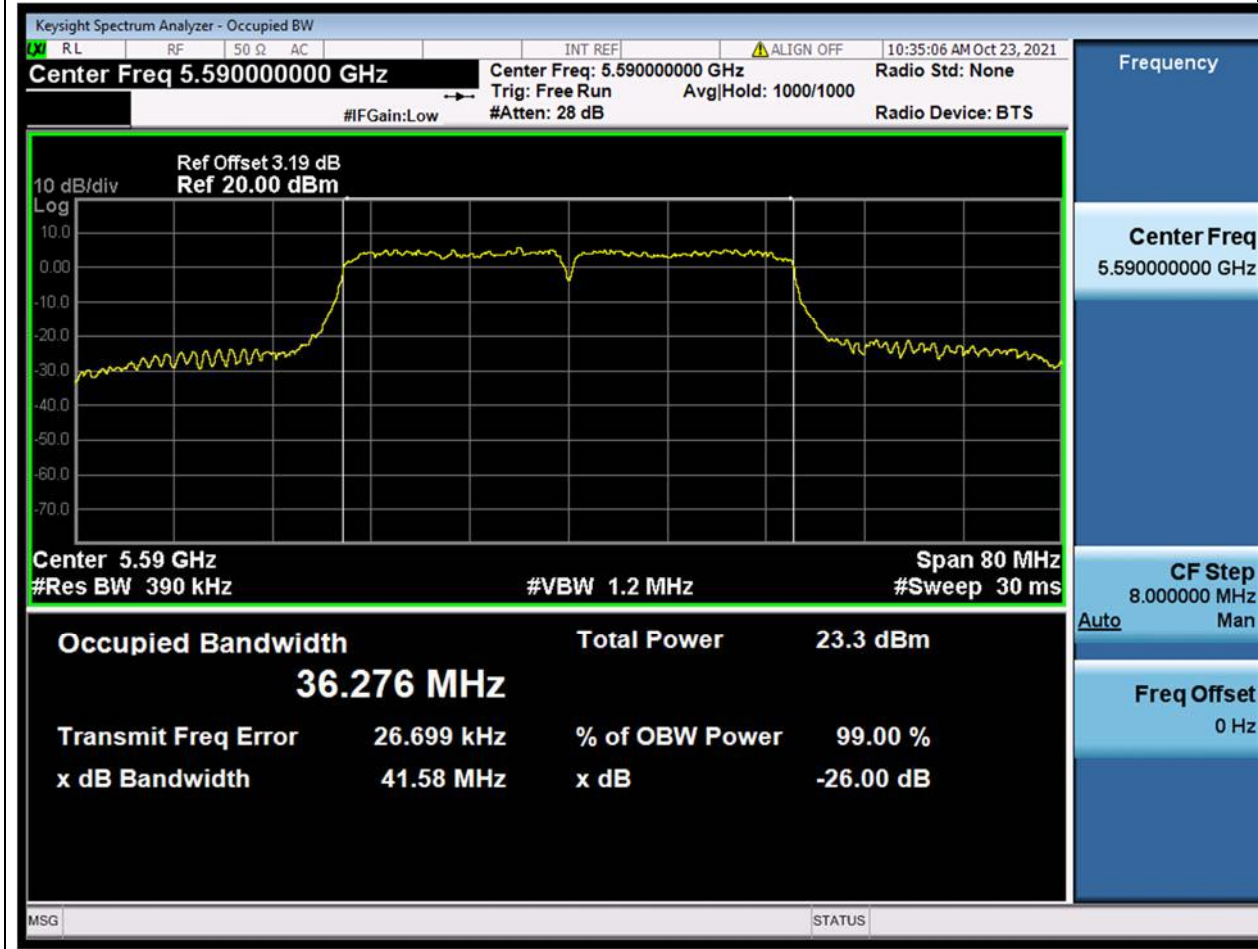 Keysight Spectrum Analyzer - Occupied BW
LXI RL RF 50 Ω AC INT REF ALIGN OFF 10:35:06 AM Oct 23, 2021
Center Freq 5.590000000 GHz
Center Freq: 5.590000000 GHz
Radio Std: None
Trig: Free Run Avg|Hold: 1000/1000
#IFGain:Low
#Atten: 28 dB
Radio Device: BTS
Ref Offset 3.19 dB
10 dB/div Ref 20.00 dBm
Log
10.0
0.00
-10.0
-20.0
-30.0
-40.0
-50.0
-60.0
-70.0
Center 5.59 GHz Span 80 MHz
#Res BW 390 kHz #VBW 1.2 MHz #Sweep 30 ms
Occupied Bandwidth Total Power 23.3 dBm
36.276 MHz
Transmit Freq Error 26.699 kHz % of OBW Power 99.00 %
x dB Bandwidth 41.58 MHz x dB -26.00 dB
MSG STATUS
Frequency
Center Freq
5.590000000 GHz
CF Step
8.000000 MHz
Auto Man
Freq Offset
0 Hz